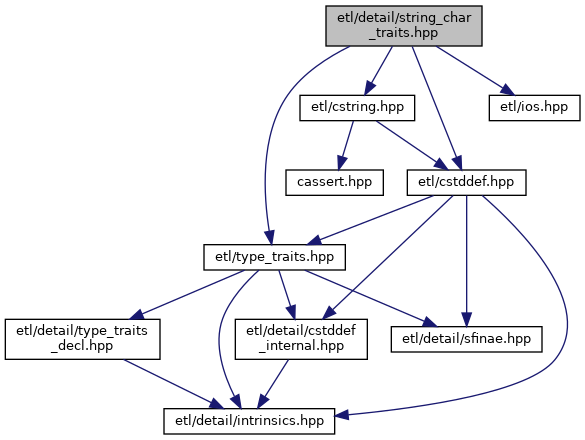 etl/detail/string_char
_traits.hpp
etl/cstring.hpp
etl/ios.hpp
cassert.hpp
etl/cstddef.hpp
etl/type_traits.hpp
etl/detail/type_traits
_decl.hpp
etl/detail/cstddef
_internal.hpp
etl/detail/sfinae.hpp
etl/detail/intrinsics.hpp